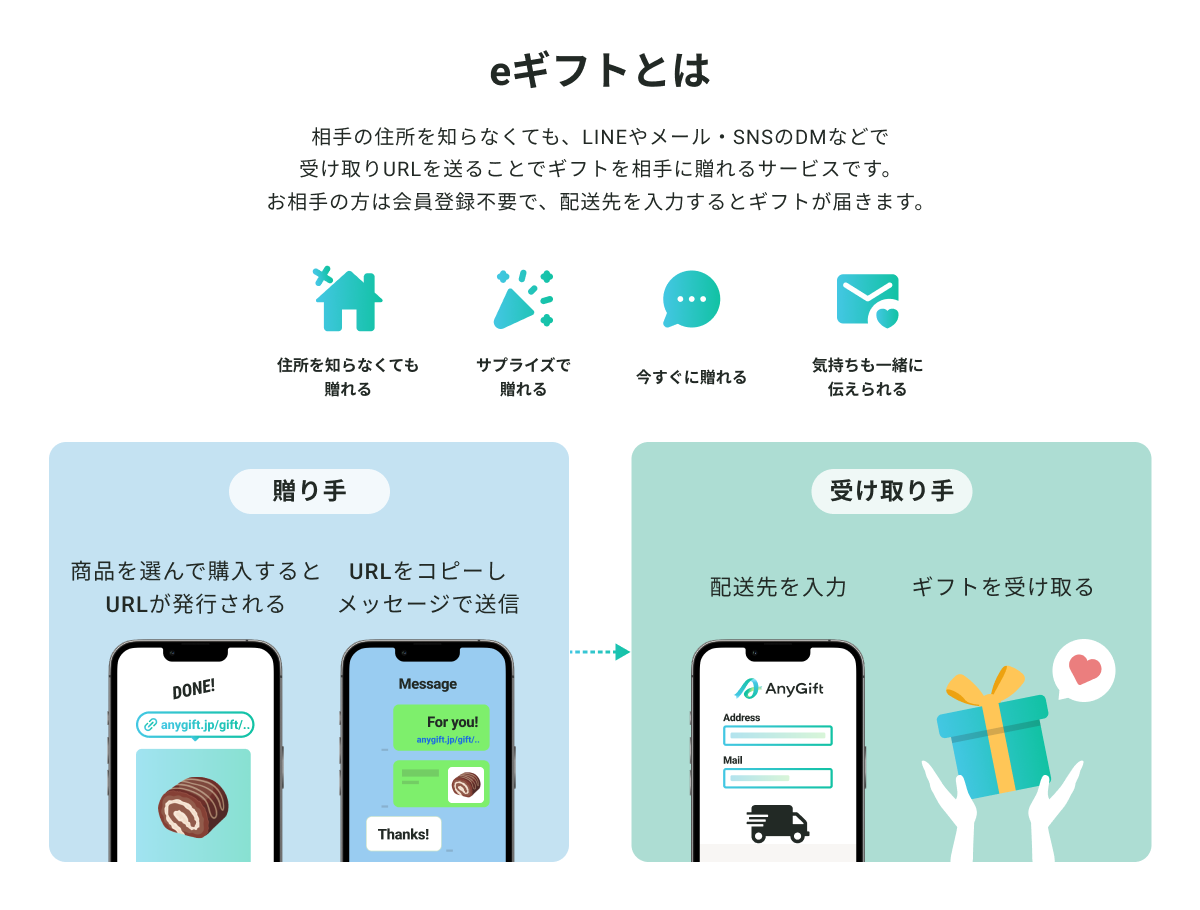 eギフトとは
相手の住所を知らなくても、LINEやメール・SNSのDMなどで
受け取りURLを送ることでギフトを相手に贈れるサービスです。
お相手の方は会員登録不要で、配送先を入力するとギフトが届きます。
住所を知らなくても
贈れる
サプライズで
贈れる
今すぐに贈れる
気持ちも一緒に
伝えられる
贈り手
商品を選んで購入すると
URLが発行される
URLをコピーし
メッセージで送信
DONE!
anygift.jp/gift/..
Message
For you!
anygift.jp/gift/..
Thanks!
受け取り手
配送先を入力
ギフトを受け取る
AnyGift
Address
Mail